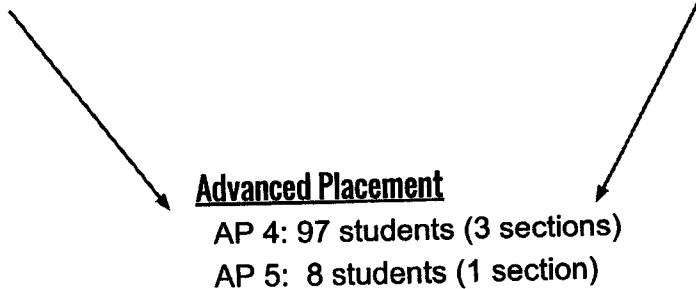 Advanced Placement
AP 4: 97 students (3 sections)
AP 5: 8 students (1 section)